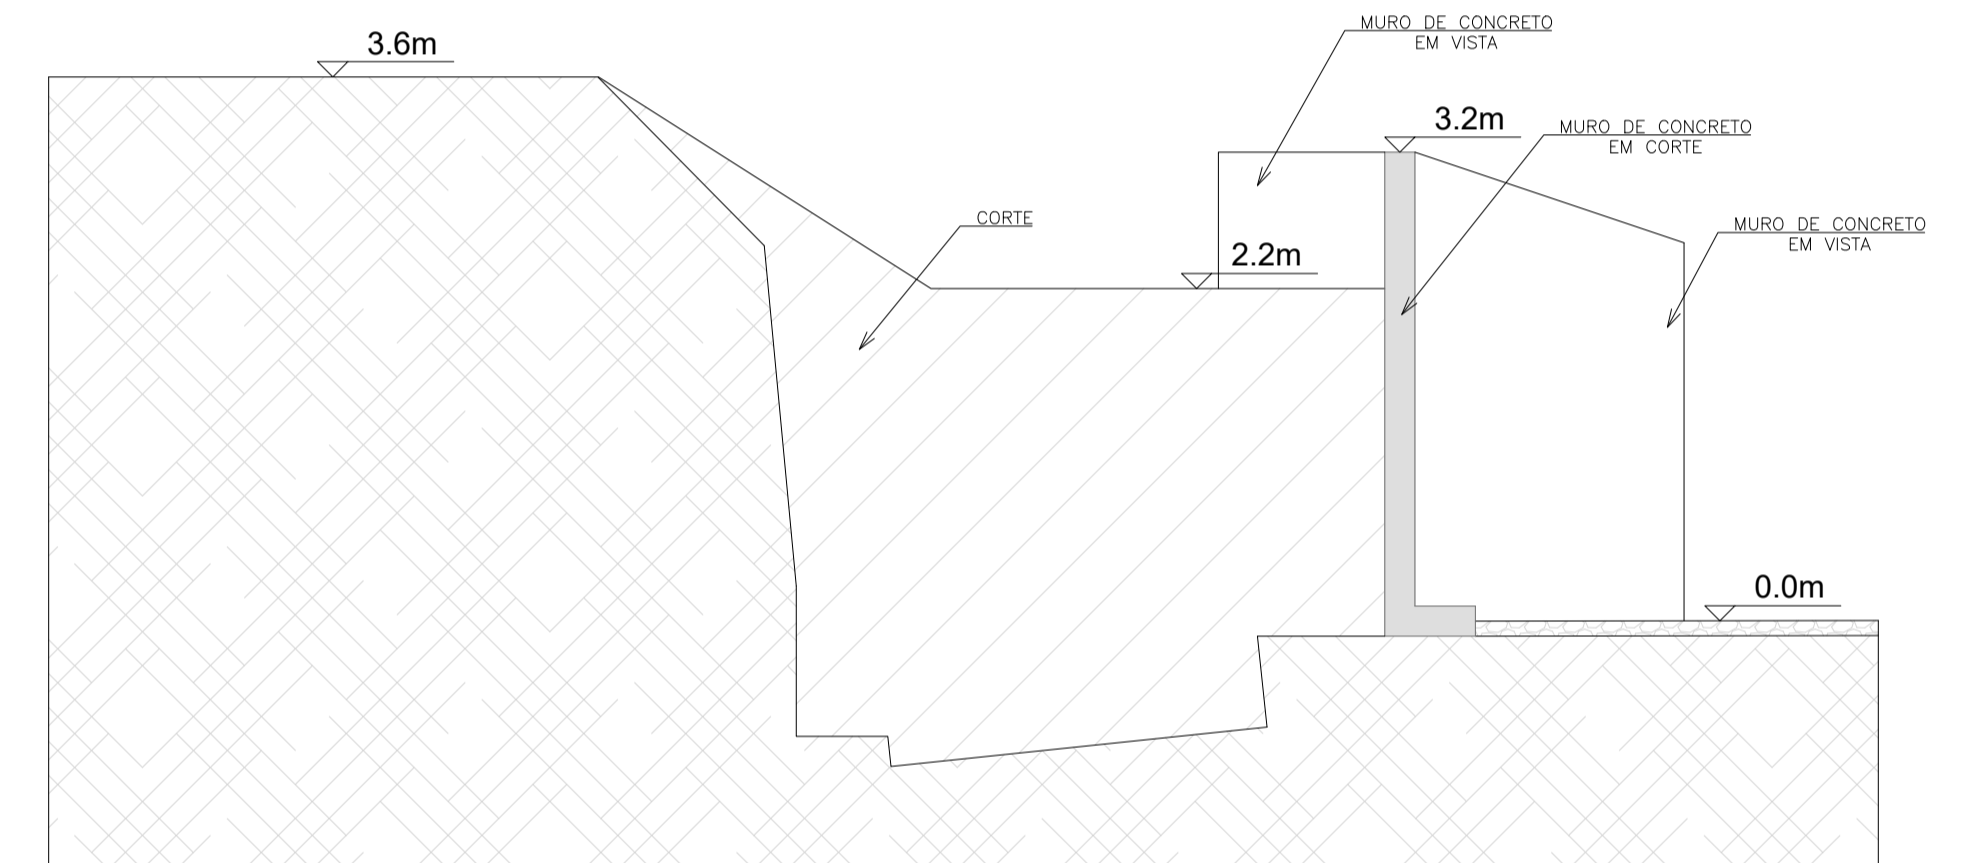 3.6m
MURO DE CONCRETO
EM VISTA
3.2m
MURO DE CONCRETO
EM CORTE
CORTE
2.2m
MURO DE CONCRETO
EM VISTA
0.0m